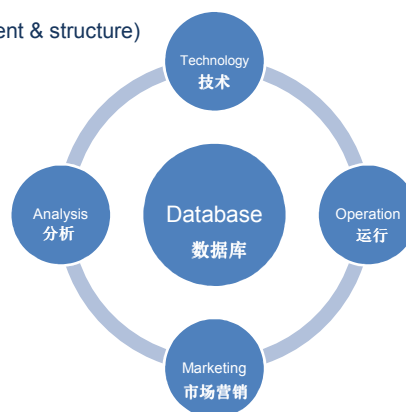 ent & structure)
Technology
技术
Analysis
分析
Database
数据库
Operation
运行
Marketing
市场营销